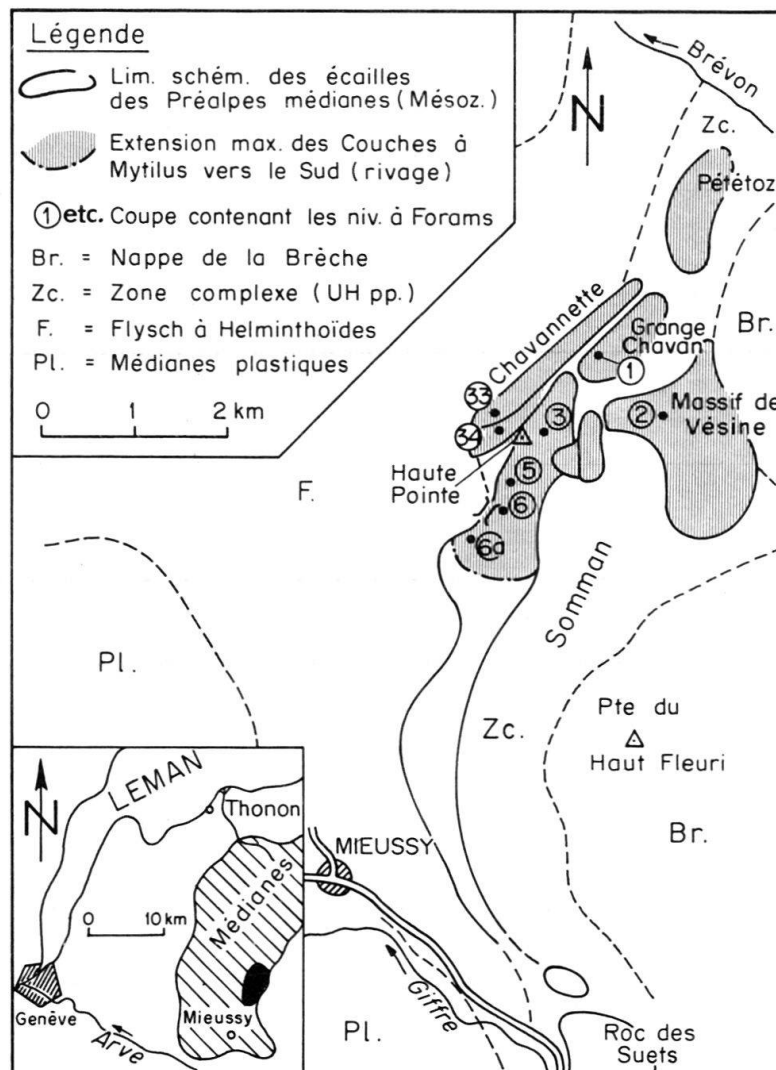 Légende
Lim. schém. des écailles
des Préalpes médianes (Mésoz.)
Extension max. des Couches à
Mytilus vers le Sud (rivage)
① etc. Coupe contenant les niv. à Forams
Br. = Nappe de la Brèche
Zc. = Zone complexe (UH pp.)
F. = Flysch à Helminthoïdes
Pl. = Médianes plastiques
0 1 2 km
N
Brévon
Zc.
Pététoz
Br.
Chavannette
Grange
Chavan
1
33
34
3
2
Massif de
Vésine
Haute
Pointe
5
6
6a
F.
Somman
Pl.
Zc.
Pte du
Haut Fleuri
Br.
N
LEMAN
Thonon
0 10 km
Médianes
Genève
Arve
Mieussy
MIEUSSY
Pl.
Giffre
Roc des
Suets